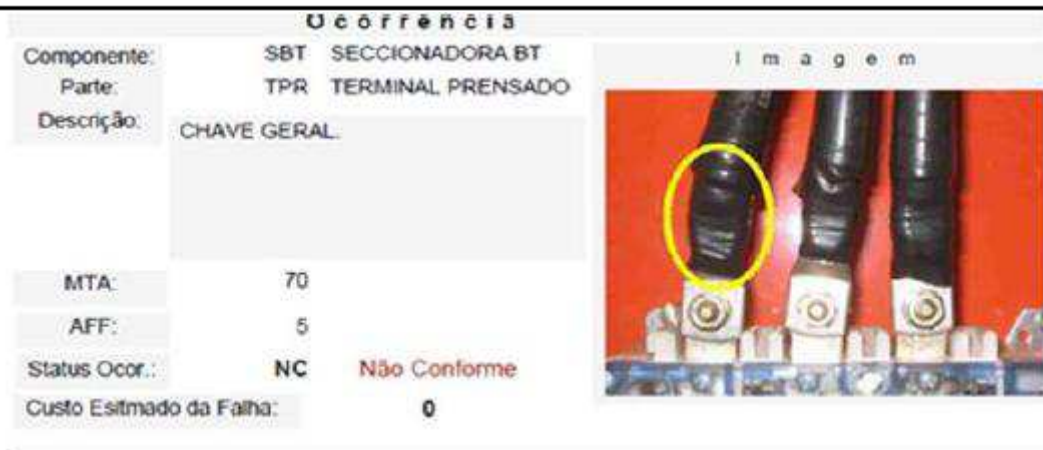 Ocorrência
Componente: SBT SECCIONADORA BT
Parte: TPR TERMINAL PRENSADO
Descrição: CHAVE GERAL.
Imagem
MTA: 70
AFF: 5
Status Ocor.: NC Não Conforme
Custo Esitmado da Falha: 0